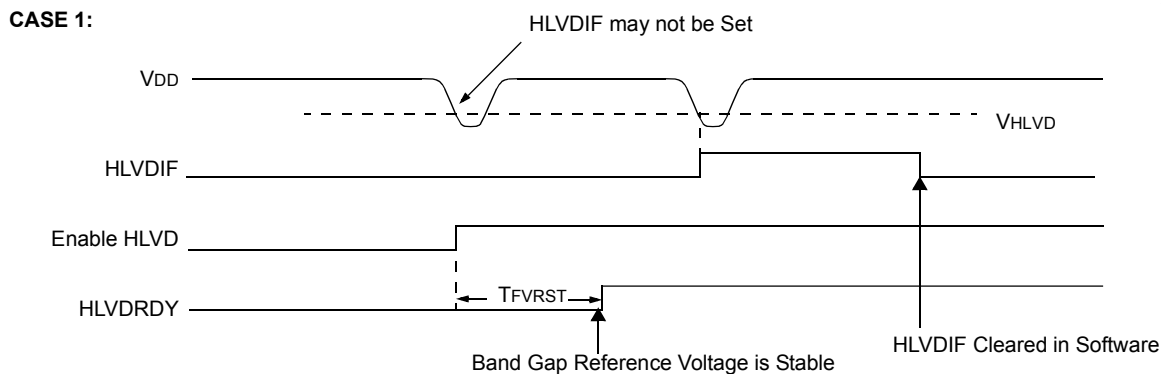 CASE 1:
HLVDIF may not be Set
VDD
VHLVD
HLVDIF
Enable HLVD
TFVRST
HLVDRDY
Band Gap Reference Voltage is Stable
HLVDIF Cleared in Software